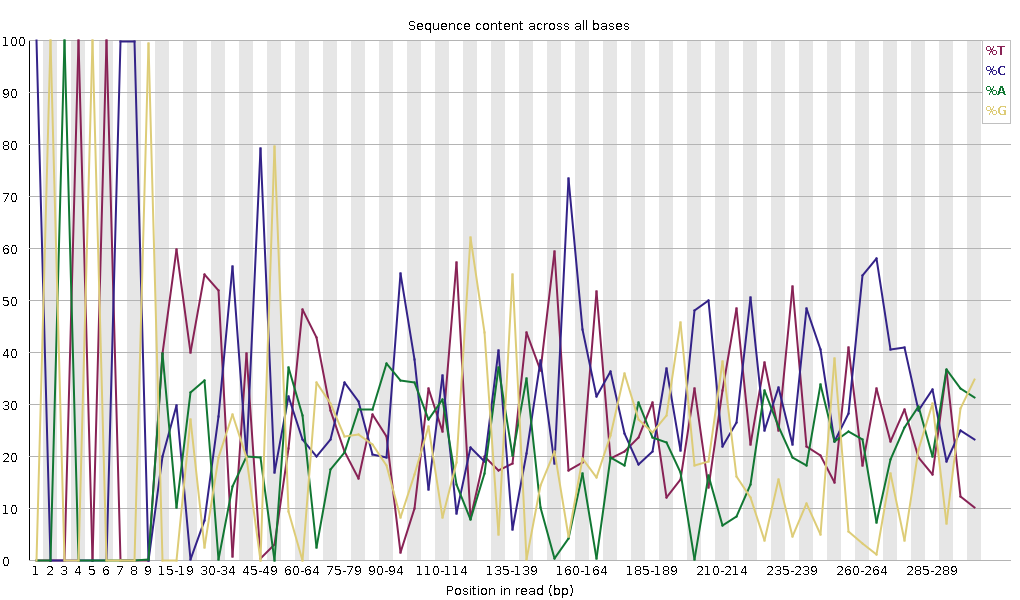 Sequence content across all bases
100
90
80
70
60
50
40
30
20
10
0
%T
%C
%A
%G
1 2 3 4 5 6 7 8 9 15-19 30-34 45-49 60-64 75-79 90-94 110-114 135-139 160-164 185-189 210-214 235-239 260-264 285-289
Position in read (bp)